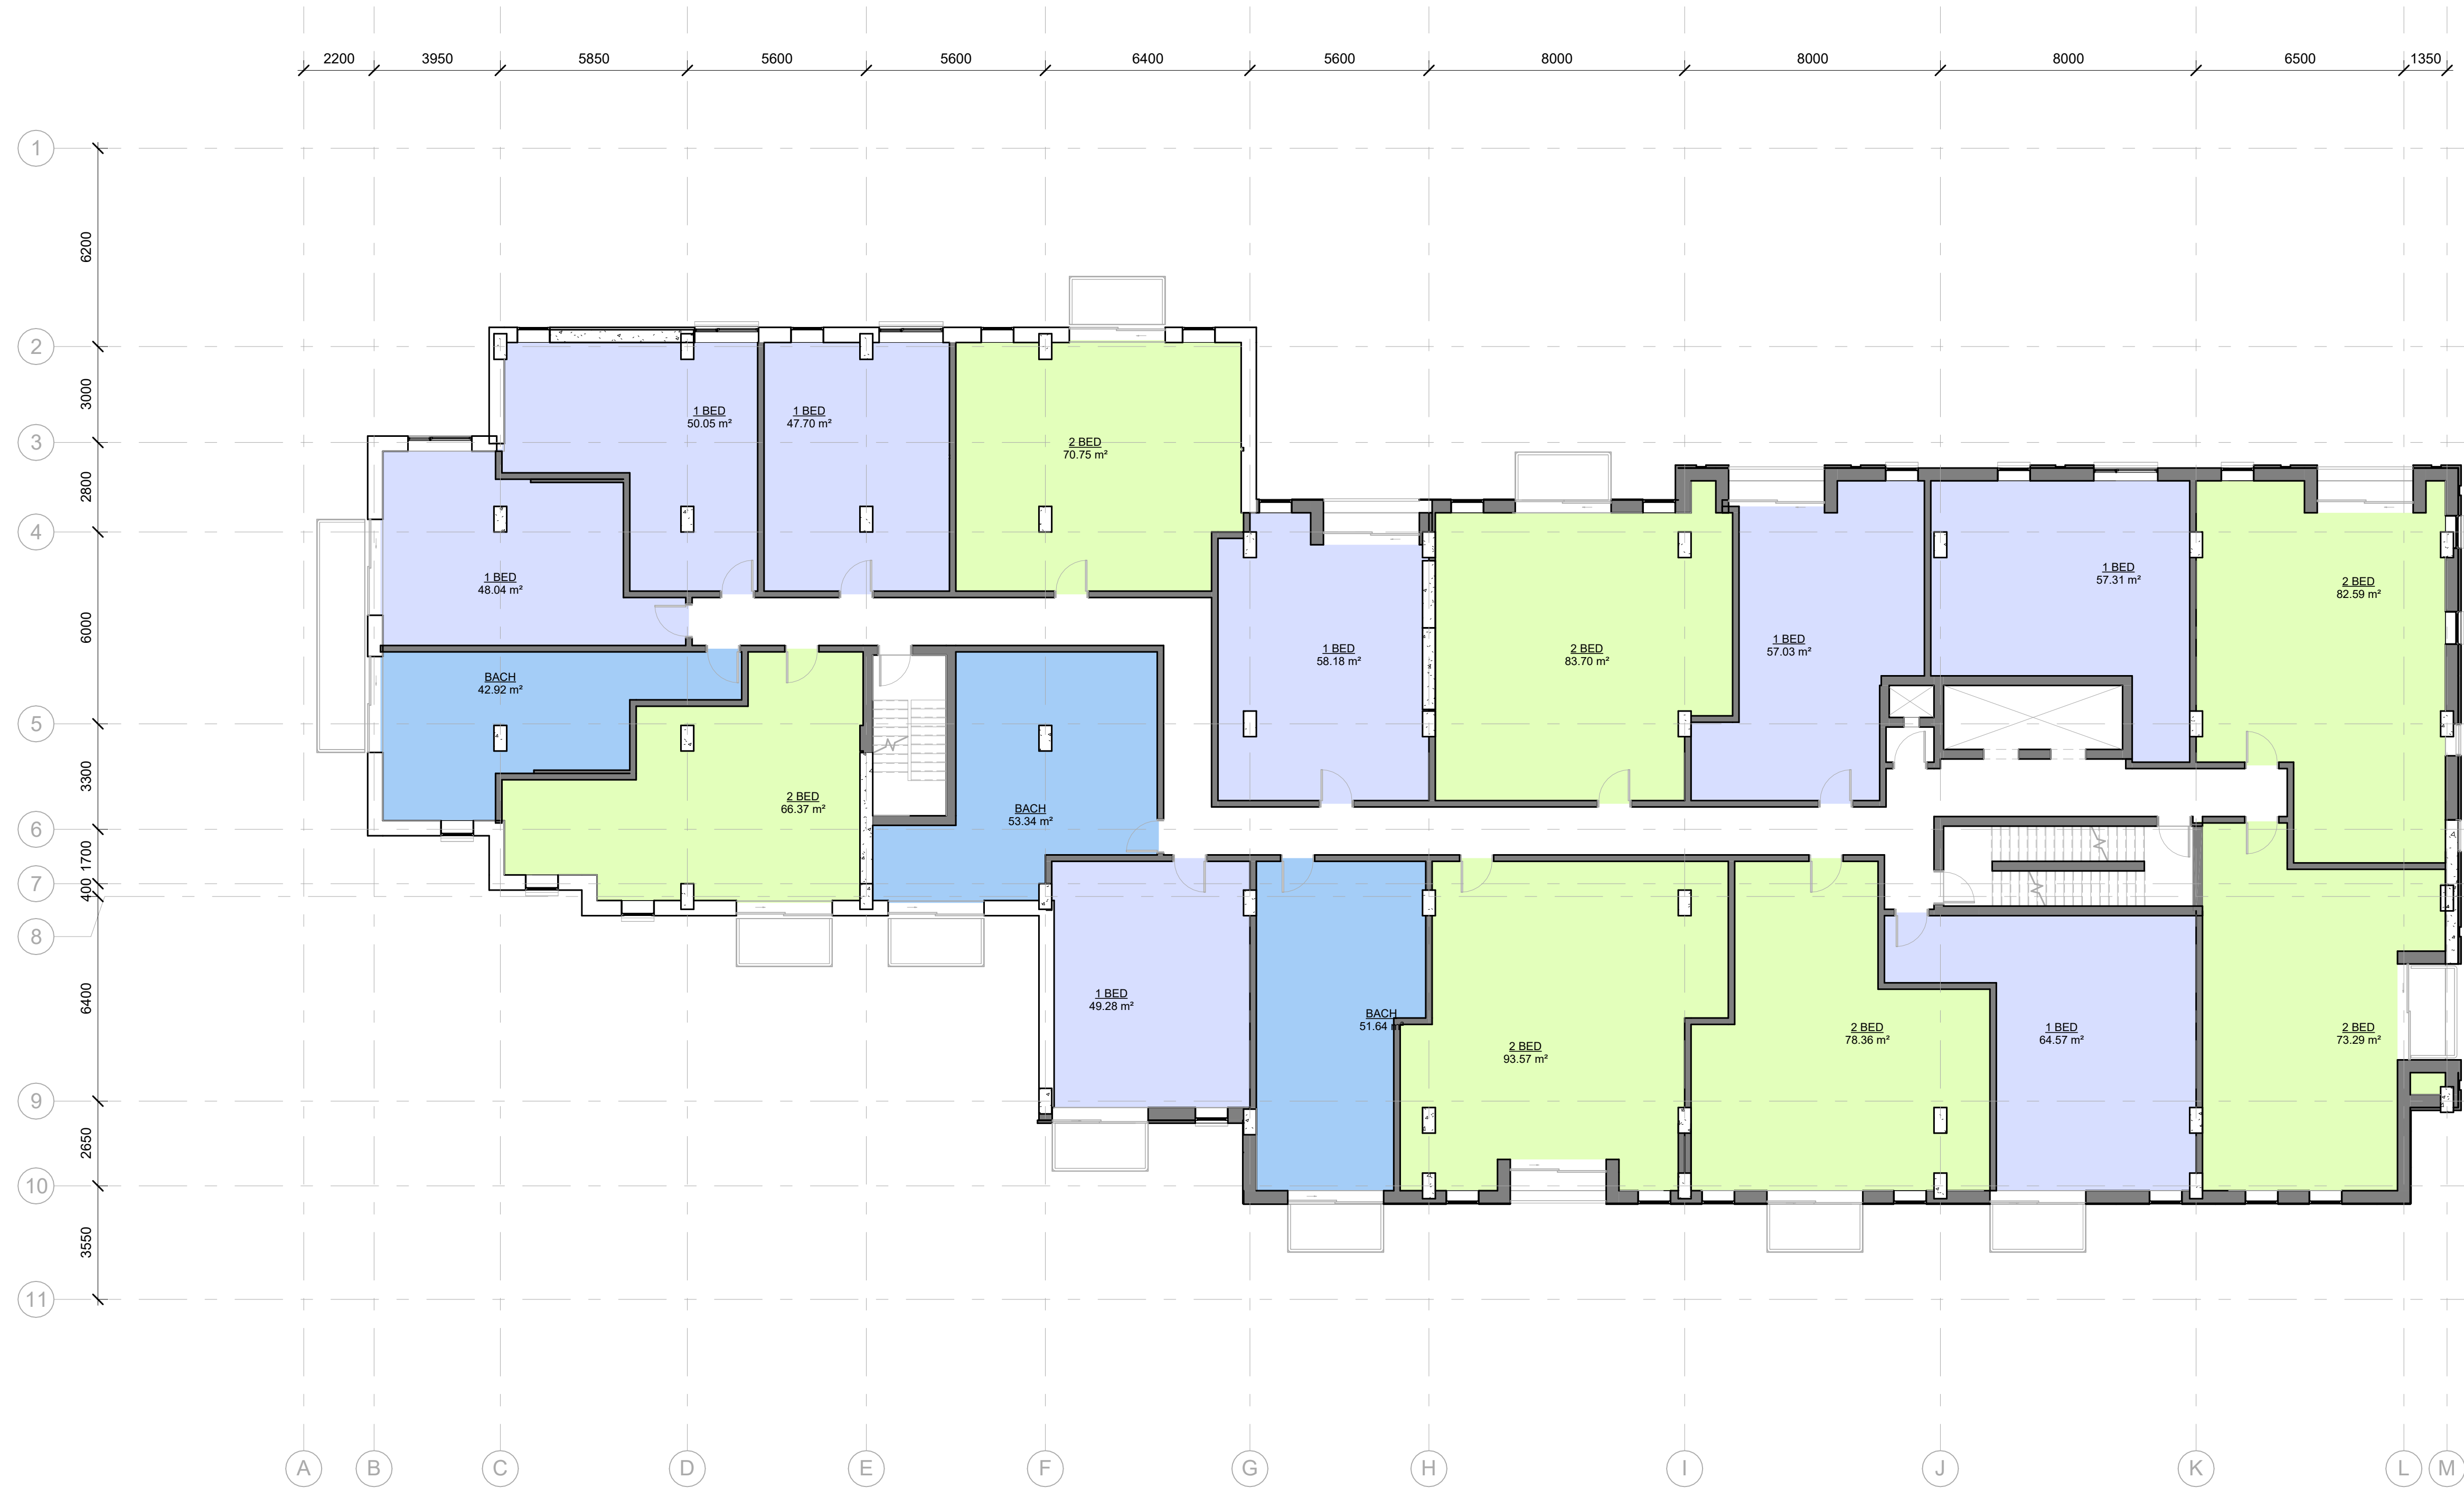 2200 3950 5850 5600 5600 6400 5600 8000 8000 8000 6500 1350
1
6200
2
3000
3
2800
4
6000
5
3300
6
1700
7
400
8
6400
9
2650
10
3550
11
1 BED
50.05 m²
1 BED
47.70 m²
2 BED
70.75 m²
1 BED
48.04 m²
1 BED
57.31 m²
2 BED
82.59 m²
1 BED
58.18 m²
2 BED
83.70 m²
1 BED
57.03 m²
BACH
42.92 m²
2 BED
66.37 m²
BACH
53.34 m²
1 BED
49.28 m²
BACH
51.64 m²
2 BED
93.57 m²
2 BED
78.36 m²
1 BED
64.57 m²
2 BED
73.29 m²
A B C D E F G H I J K L M